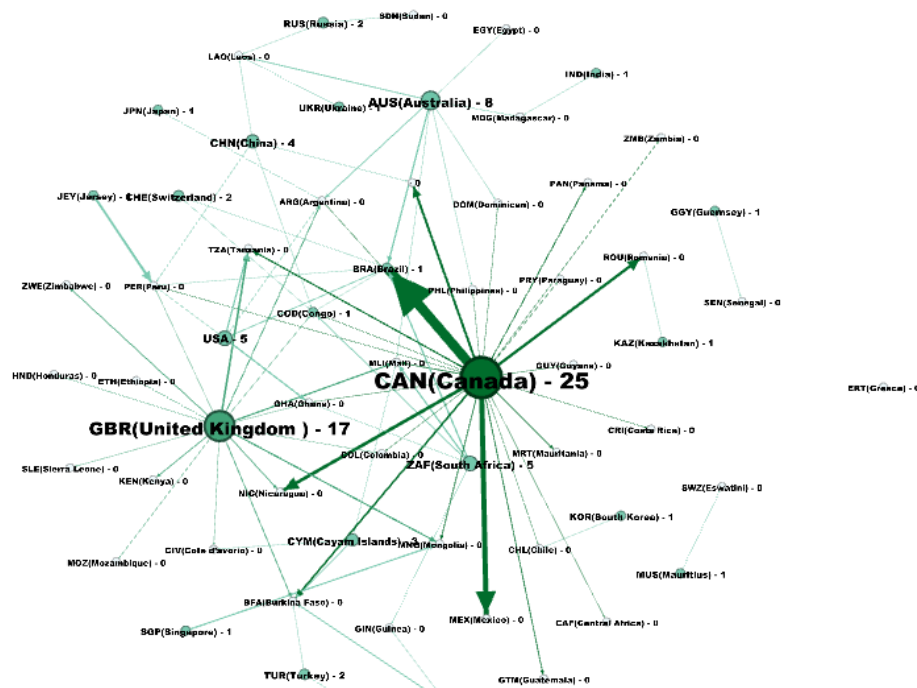 SDN(Sudan) - 0
RUS(Russia) - 2
EGY(Egypt) - 0
LAO(Laos) - 0
IND(India) - 1
AUS(Australia) - 8
UKR(Ukraine) - 1
JPN(Japan) - 1
MDG(Madagascar) - 0
ZMB(Zambia) - 0
CHN(China) - 4
0
PAN(Panama) - 0
JEY(Jersey) -
CHE(Switzerland) - 2
ARG(Argentina) - 0
DOM(Dominican) - 0
GGY(Guernsey) - 1
TZA(Tanzania) - 0
ROU(Romania) - 0
BRA(Brazil) - 1
PRY(Paraguay) - 0
ZWE(Zimbabwe) - 0
PER(Peru) - 0
PHL(Philippines) - 0
SEN(Senegal) - 0
COD(Congo) - 1
USA - 5
KAZ(Kazakhstan) - 1
MLI(Mali) - 0
GUY(Guyana) - 0
HND(Honduras) - 0
ETH(Ethiopia) - 0
CAN(Canada) - 25
ERT(Greece) - 0
GHA(Ghana) - 0
GBR(United Kingdom ) - 17
CRI(Costa Rica) - 0
COL(Colombia) - 0
MRT(Mauritania) - 0
ZAF(South Africa) - 5
SLE(Sierra Leone) - 0
KEN(Kenya) - 0
NIC(Nicaragua) - 0
SWZ(Eswatini) - 0
KOR(South Korea) - 1
CYM(Cayam Islands) - 3
MNG(Mongolia) - 0
CIV(Cote d'avorio) - 0
CHL(Chile) - 0
MOZ(Mozambique) - 0
MUS(Mauritius) - 1
BFA(Burkina Faso) - 0
MEX(Mexico) - 0
CAF(Central Africa) - 0
SGP(Singapore) - 1
GIN(Guinea) - 0
TUR(Turkey) - 2
GTM(Guatemala) - 0